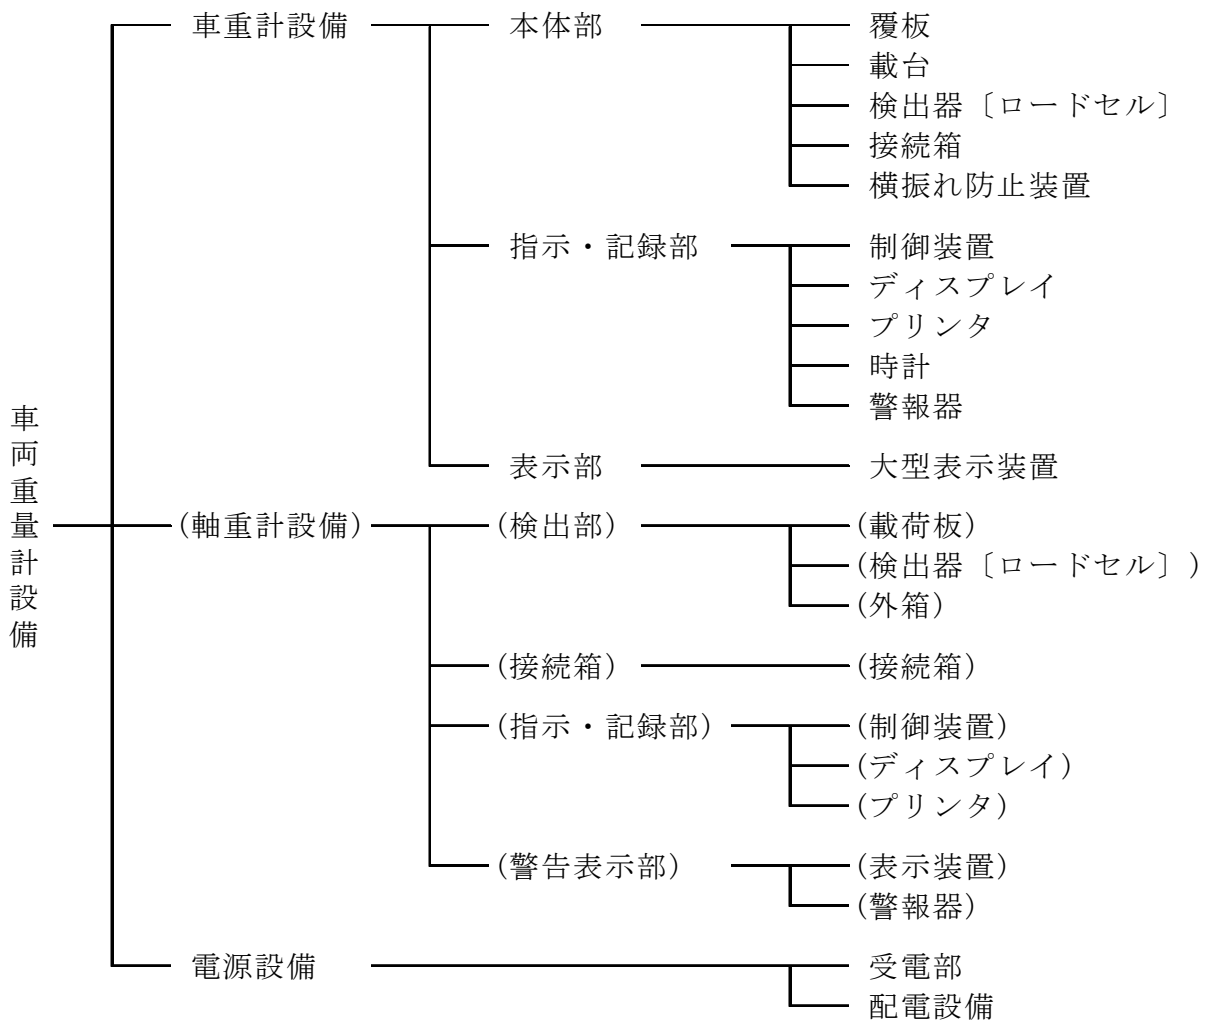 車両重量計設備
車重計設備
本体部
覆板
載台
検出器〔ロードセル〕
接続箱
横振れ防止装置
指示・記録部
制御装置
ディスプレイ
プリンタ
時計
警報器
表示部
大型表示装置
(軸重計設備)
(検出部)
(載荷板)
(検出器〔ロードセル〕)
(外箱)
(接続箱)
(接続箱)
(指示・記録部)
(制御装置)
(ディスプレイ)
(プリンタ)
(警告表示部)
(表示装置)
(警報器)
電源設備
受電部
配電設備